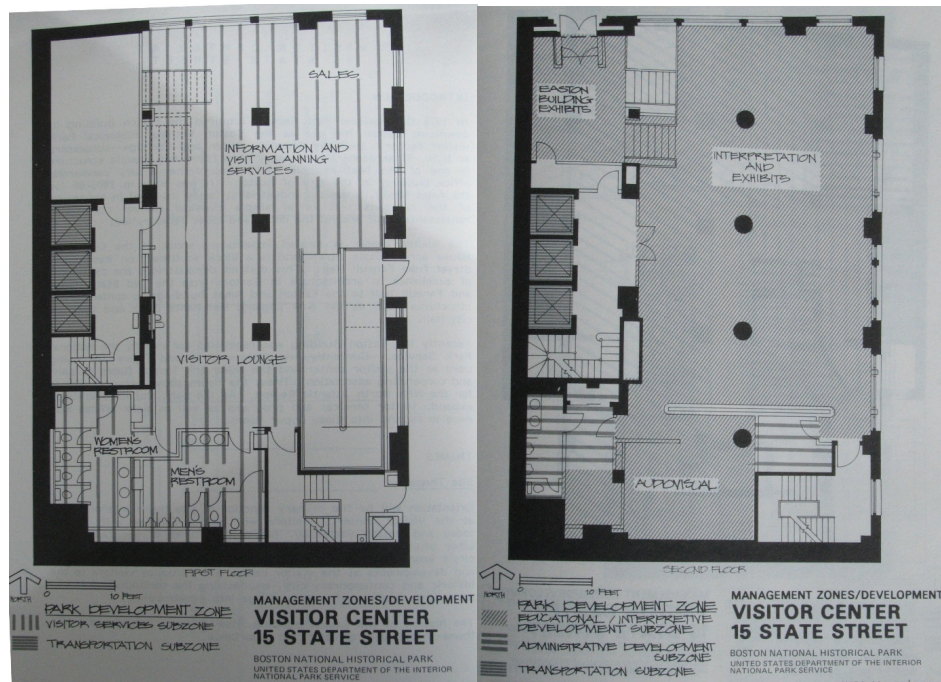 SALES
INFORMATION AND
VISIT PLANNING
SERVICES
VISITOR LOUNGE
WOMEN'S
RESTROOM
MEN'S
RESTROOM
FIRST FLOOR
NORTH
0 10 FEET
PARK DEVELOPMENT ZONE
VISITOR SERVICES SUBZONE
TRANSPORTATION SUBZONE
MANAGEMENT ZONES/DEVELOPMENT
VISITOR CENTER
15 STATE STREET
BOSTON NATIONAL HISTORICAL PARK
UNITED STATES DEPARTMENT OF THE INTERIOR
NATIONAL PARK SERVICE
EASTON
BUILDING
EXHIBITS
INTERPRETATION
AND
EXHIBITS
AUDIOVISUAL
SECOND FLOOR
NORTH
0 10 FEET
PARK DEVELOPMENT ZONE
EDUCATIONAL / INTERPRETIVE
DEVELOPMENT SUBZONE
ADMINISTRATIVE DEVELOPMENT
SUBZONE
TRANSPORTATION SUBZONE
MANAGEMENT ZONES/DEVELOPMENT
VISITOR CENTER
15 STATE STREET
BOSTON NATIONAL HISTORICAL PARK
UNITED STATES DEPARTMENT OF THE INTERIOR
NATIONAL PARK SERVICE